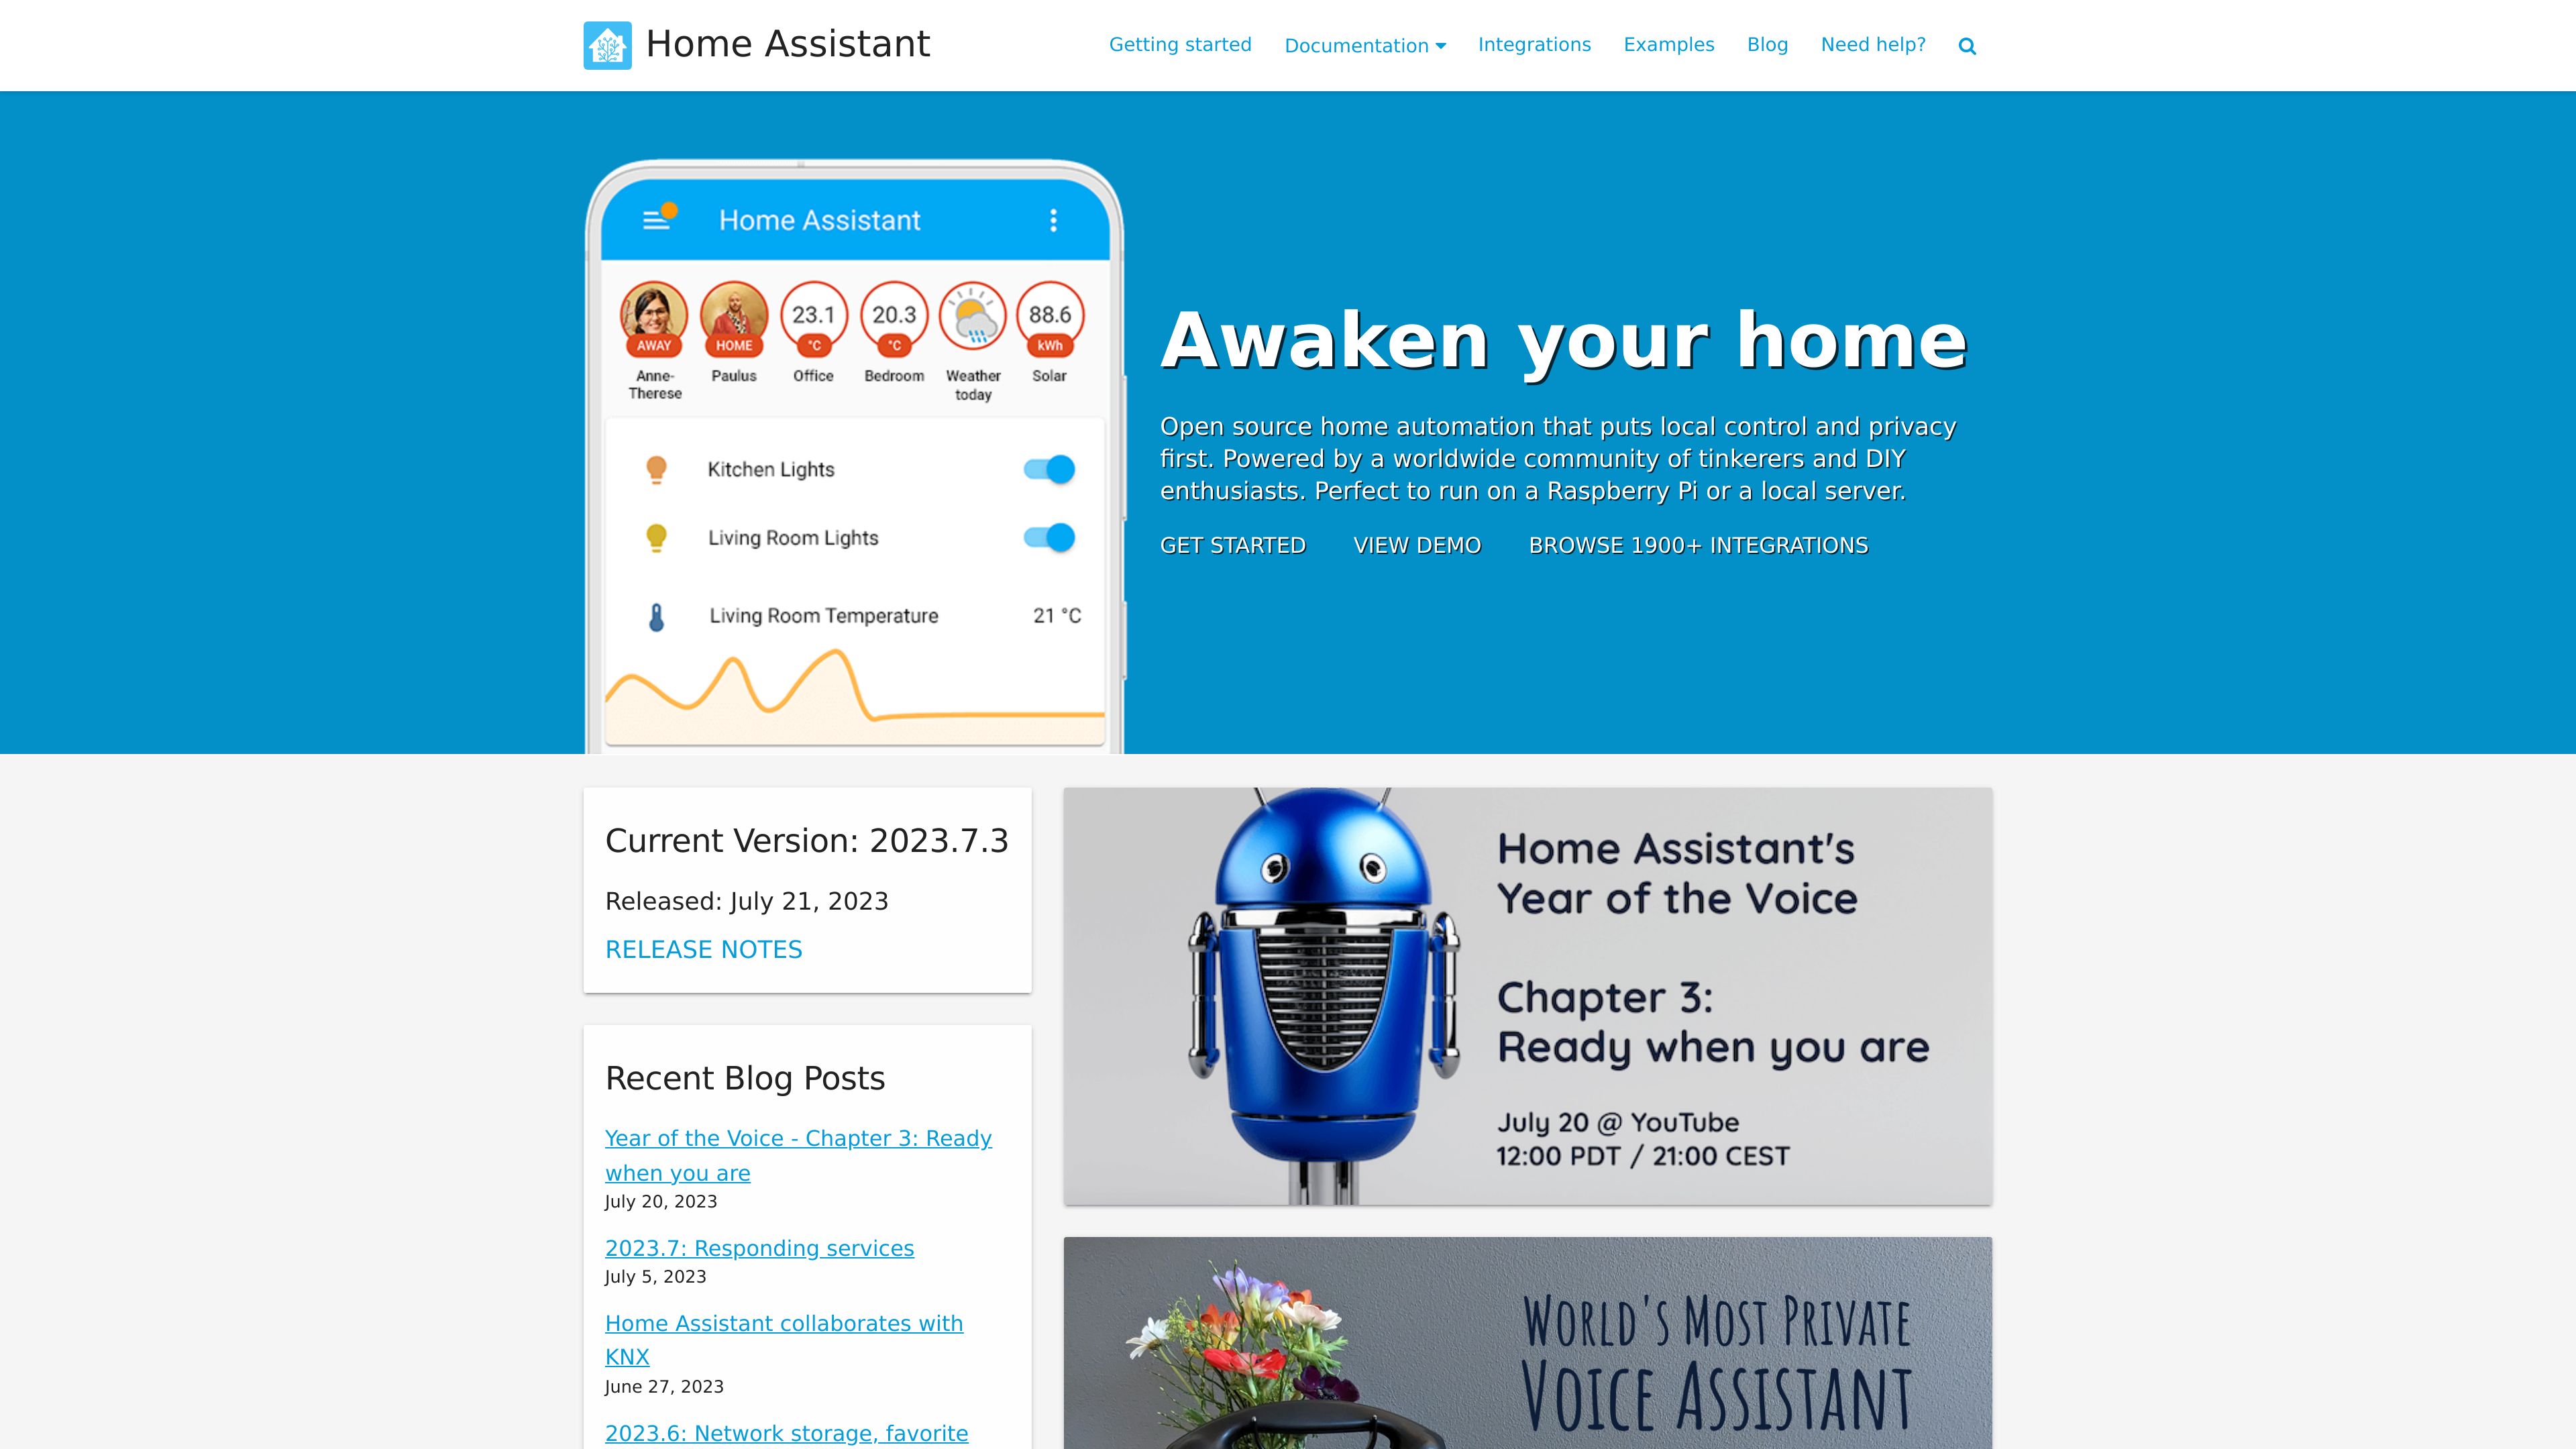 Home Assistant
Getting started
Documentation
Integrations
Examples
Blog
Need help?
Home Assistant
AWAY
HOME
23.1
°C
20.3
°C
88.6
kWh
Anne-
Therese
Paulus
Office
Bedroom
Weather
today
Solar
Kitchen Lights
Living Room Lights
Living Room Temperature
21 °C
Awaken your home
Open source home automation that puts local control and privacy
first. Powered by a worldwide community of tinkerers and DIY
enthusiasts. Perfect to run on a Raspberry Pi or a local server.
GET STARTED
VIEW DEMO
BROWSE 1900+ INTEGRATIONS
Current Version: 2023.7.3
Released: July 21, 2023
RELEASE NOTES
Recent Blog Posts
Year of the Voice - Chapter 3: Ready
when you are
July 20, 2023
2023.7: Responding services
July 5, 2023
Home Assistant collaborates with
KNX
June 27, 2023
2023.6: Network storage, favorite
Home Assistant's
Year of the Voice
Chapter 3:
Ready when you are
July 20 @ YouTube
12:00 PDT / 21:00 CEST
WORLD'S MOST PRIVATE
VOICE ASSISTANT